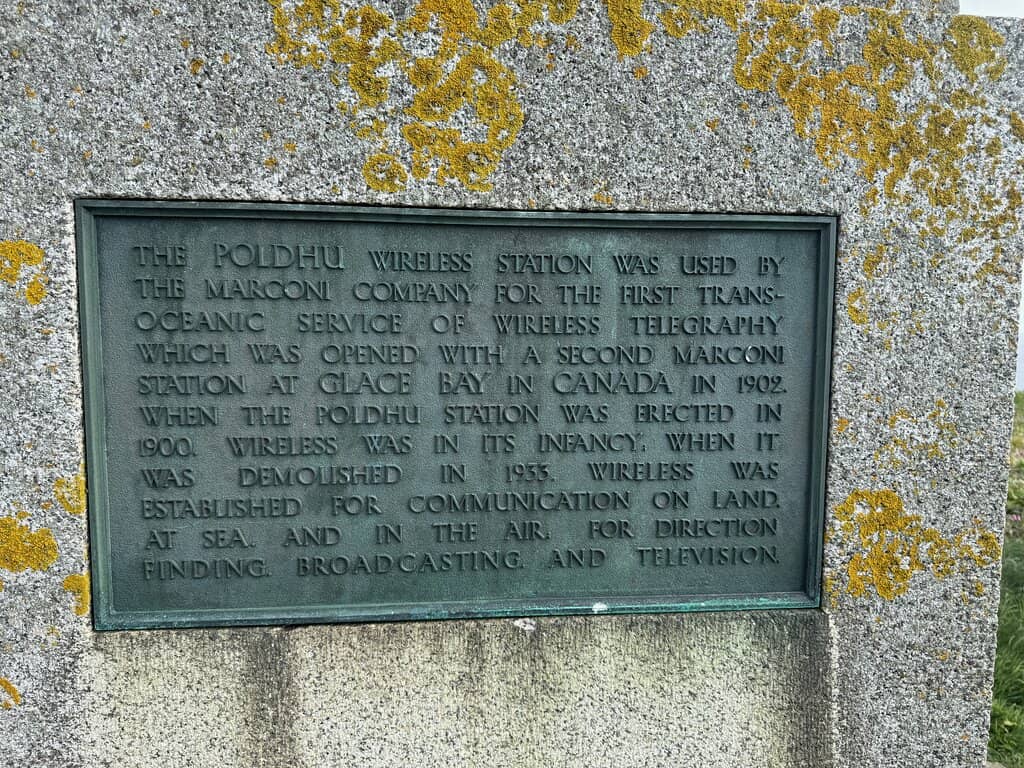 THE POLDHU WIRELESS STATION WAS USED BY
THE MARCONI COMPANY FOR THE FIRST TRANS-
OCEANIC SERVICE OF WIRELESS TELEGRAPHY
WHICH WAS OPENED WITH A SECOND MARCONI
STATION AT GLACE BAY IN CANADA IN 1902.
WHEN THE POLDHU STATION WAS ERECTED IN
1900, WIRELESS WAS IN ITS INFANCY, WHEN IT
WAS DEMOLISHED IN 1933, WIRELESS WAS
ESTABLISHED FOR COMMUNICATION ON LAND,
AT SEA, AND IN THE AIR, FOR DIRECTION
FINDING, BROADCASTING, AND TELEVISION.